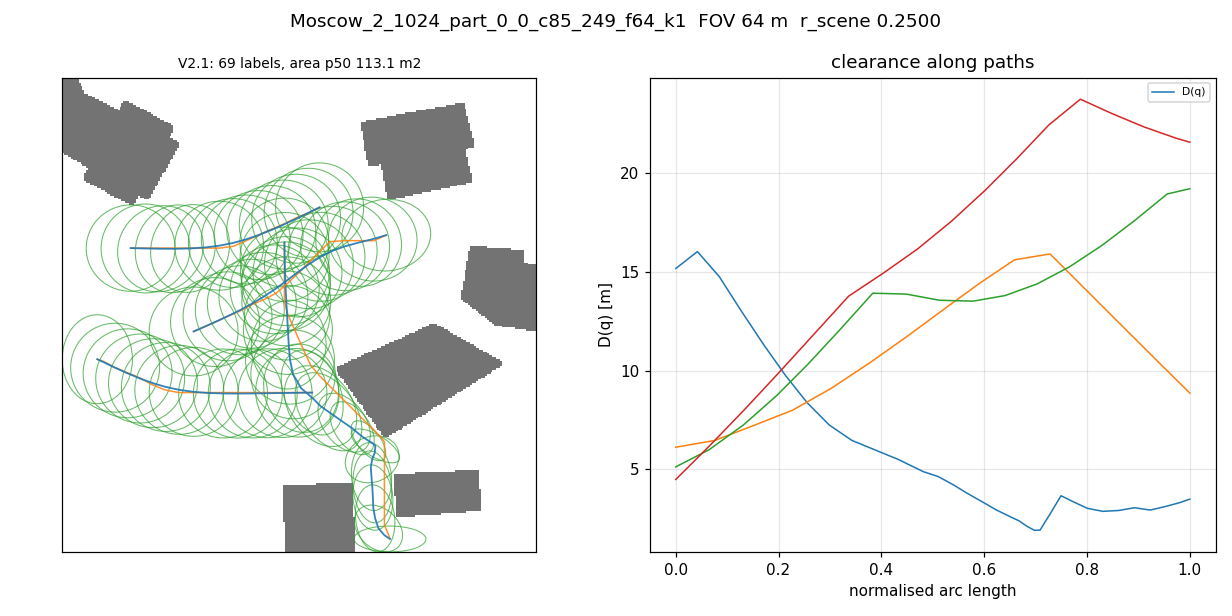 Moscow_2_1024_part_0_0_c85_249_f64_k1  FOV 64 m  r_scene 0.2500
V2.1: 69 labels, area p50 113.1 m2
clearance along paths
D(q)
D(q) [m]
20
15
10
5
0.0 0.2 0.4 0.6 0.8 1.0
normalised arc length